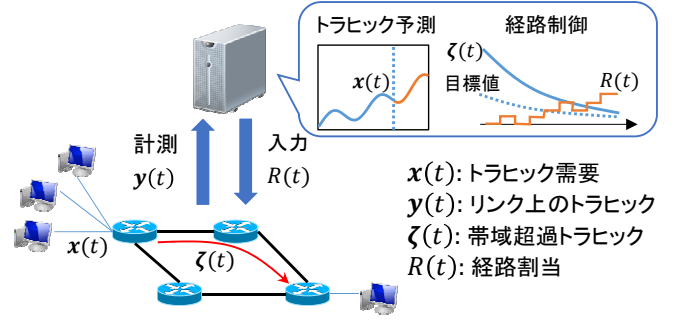 トラヒック予測
経路制御
x(t)
ζ(t)
目標値
R(t)
計測
y(t)
入力
R(t)
x(t)
ζ(t)
x(t): トラヒック需要
y(t): リンク上のトラヒック
ζ(t): 帯域超過トラヒック
R(t): 経路割当